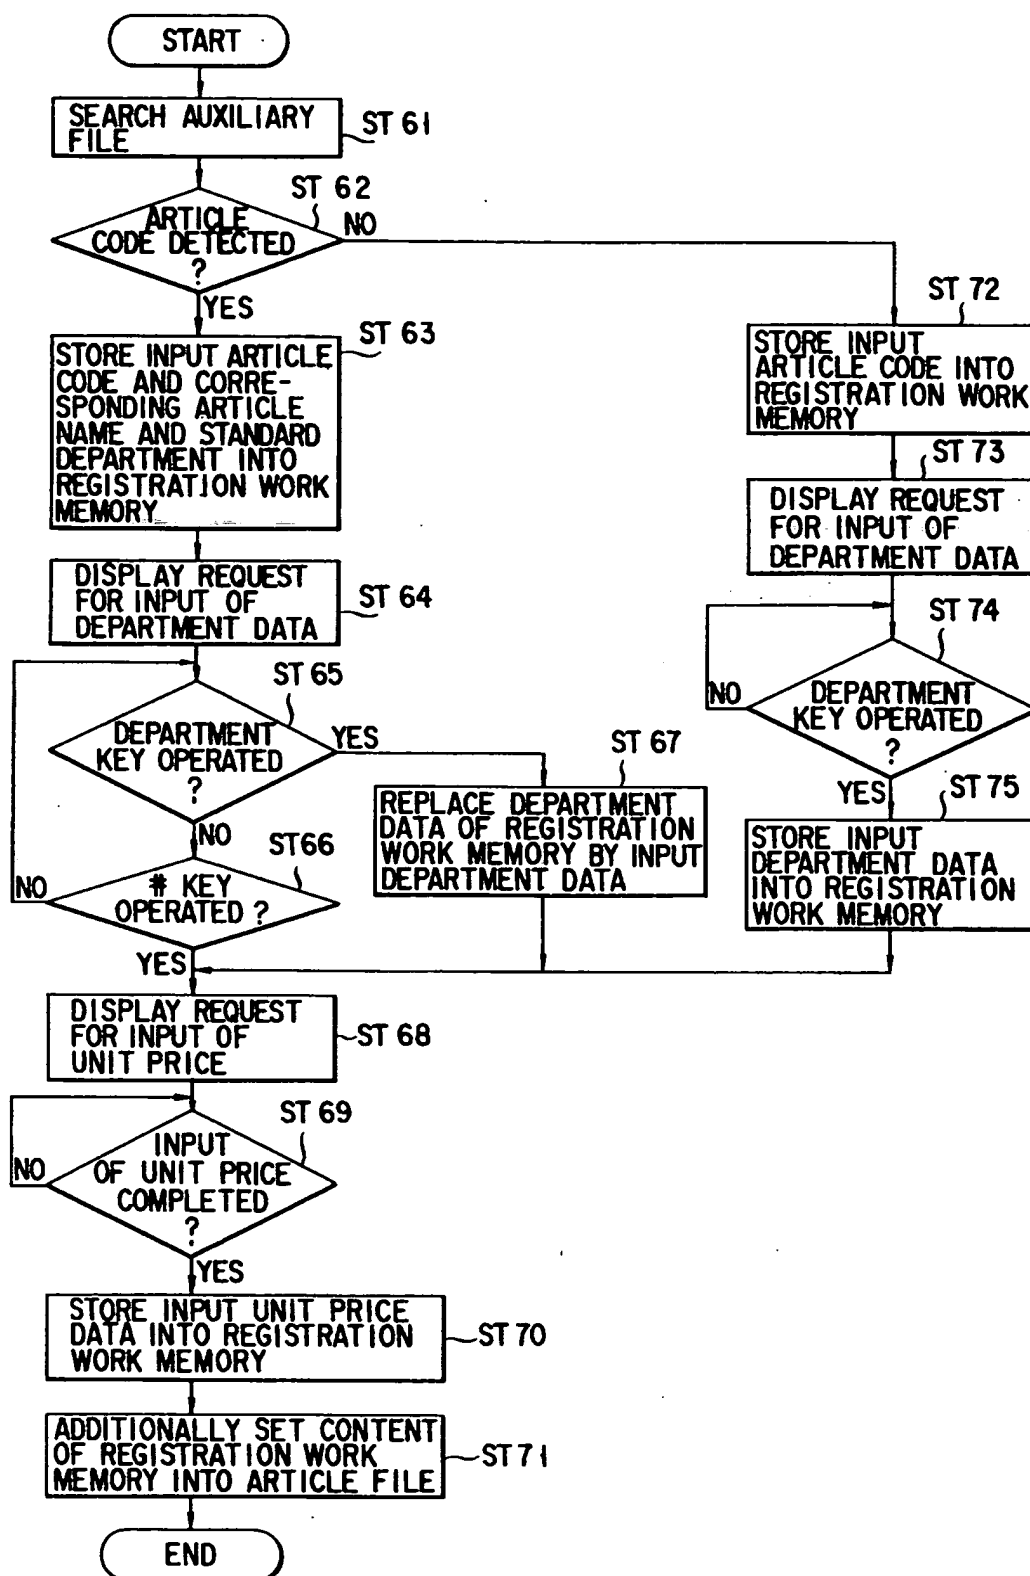 START
SEARCH AUXILIARY
FILE
ST 61
ST 62
ARTICLE
CODE DETECTED
?
NO
YES
ST 63
STORE INPUT ARTICLE
CODE AND CORRE-
SPONDING ARTICLE
NAME AND STANDARD
DEPARTMENT INTO
REGISTRATION WORK
MEMORY
DISPLAY REQUEST
FOR INPUT OF
DEPARTMENT DATA
ST 64
ST 65
DEPARTMENT
KEY OPERATED
?
YES
NO
ST 66
# KEY
OPERATED ?
NO
YES
ST 67
REPLACE DEPARTMENT
DATA OF REGISTRATION
WORK MEMORY BY INPUT
DEPARTMENT DATA
ST 72
STORE INPUT
ARTICLE CODE INTO
REGISTRATION WORK
MEMORY
ST 73
DISPLAY REQUEST
FOR INPUT OF
DEPARTMENT DATA
ST 74
DEPARTMENT
KEY OPERATED
?
NO
YES
ST 75
STORE INPUT
DEPARTMENT DATA
INTO REGISTRATION
WORK MEMORY
DISPLAY REQUEST
FOR INPUT OF
UNIT PRICE
ST 68
ST 69
INPUT
OF UNIT PRICE
COMPLETED
?
NO
YES
STORE INPUT UNIT PRICE
DATA INTO REGISTRATION
WORK MEMORY
ST 70
ADDITIONALLY SET CONTENT
OF REGISTRATION WORK
MEMORY INTO ARTICLE FILE
ST 71
END